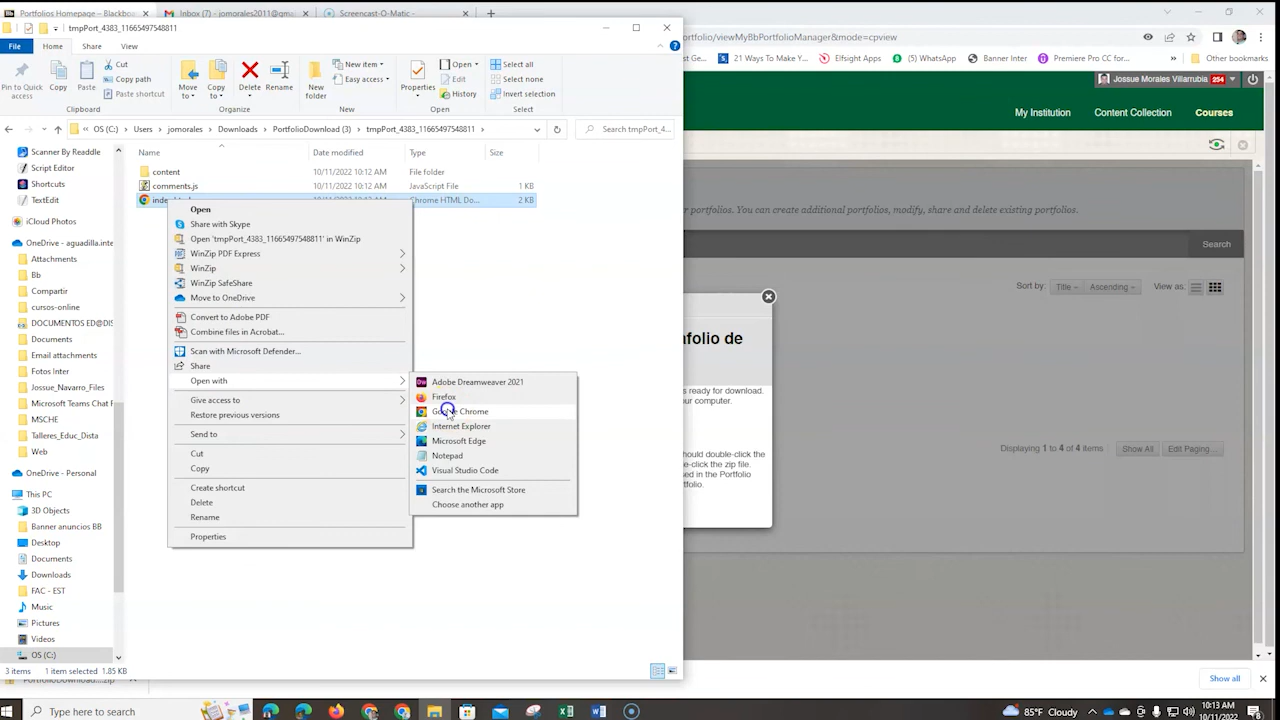 Portfolios Homepage – Blackboa
Inbox (7) - jomorales2011@gma
Screencast-O-Matic -
tmpPort_4383_11665497548811
rtfolio/viewMyBbPortfolioManager&mode=cpview
File
Home
Share
View
21 Ways To Make Y...
Elfsight Apps
(5) WhatsApp
Banner Inter
Premiere Pro CC for...
Other bookmarks
Pin to Quick access
Copy
Paste
Cut
Copy path
Paste shortcut
Move to
Copy to
Delete
Rename
New folder
New item
Easy access
Properties
Open
Edit
History
Select all
Select none
Invert selection
Clipboard
Organize
New
Open
Select
Josue Morales Villarrubia 254
My Institution
Content Collection
Courses
« OS (C:) > Users > jomorales > Downloads > PortfolioDownload (3) > tmpPort_4383_11665497548811 >
Search tmpPort_4...
Name
Date modified
Type
Size
content
10/11/2022 10:12 AM
File folder
comments.js
10/11/2022 10:12 AM
JavaScript File
1 KB
10/11/2022 10:12 AM
Chrome HTML Do...
2 KB
Scanner By Readdle
Script Editor
Shortcuts
TextEdit
iCloud Photos
OneDrive - aguadilla.inte
Attachments
Bb
Compartir
cursos-online
DOCUMENTOS ED@DIS
Documents
Email attachments
Fotos Inter
Jossue_Navarro_Files
Microsoft Teams Chat F
MSCHE
Talleres_Educ_Dista
Web
OneDrive - Personal
This PC
3D Objects
Banner anuncios BB
Desktop
Documents
Downloads
FAC - EST
Music
Pictures
Videos
OS (C:)
Open
Share with Skype
Open 'tmpPort_4383_11665497548811' in WinZip
WinZip PDF Express
WinZip
WinZip SafeShare
Move to OneDrive
Convert to Adobe PDF
Combine files in Acrobat...
Scan with Microsoft Defender...
Share
Open with
Give access to
Restore previous versions
Send to
Cut
Copy
Create shortcut
Delete
Rename
Properties
Adobe Dreamweaver 2021
Firefox
Google Chrome
Internet Explorer
Microsoft Edge
Notepad
Visual Studio Code
Search the Microsoft Store
Choose another app
r portfolios. You can create additional portfolios, modify, share and delete existing portfolios.
Search
Sort by:
Title
Ascending
View as:
nfolio de
s ready for download.
our computer.
hould double-click the
e-click the zip file.
ed in the Portfolio
tfolio.
Displaying 1 to 4 of 4 items
Show All
Edit Paging...
3 items
1 item selected 1.85 KB
Show all
Type here to search
85°F Cloudy
10:13 AM
10/11/2022